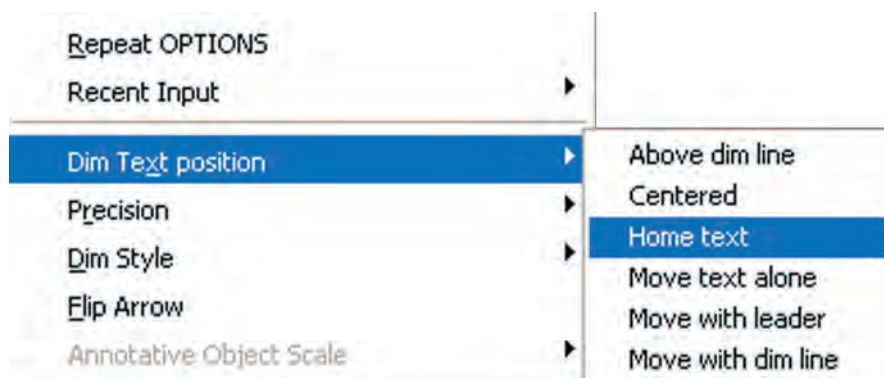 Repeat OPTIONS
Recent Input
Dim Text position
Precision
Dim Style
Flip Arrow
Annotative Object Scale
Above dim line
Centered
Home text
Move text alone
Move with leader
Move with dim line